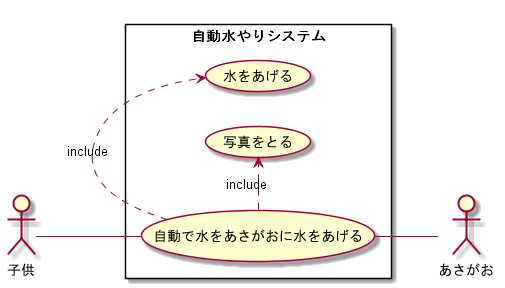 自動水やりシステム
水をあげる
写真をとる
include
include
自動で水をあさがおに水をあげる
子供
あさがお